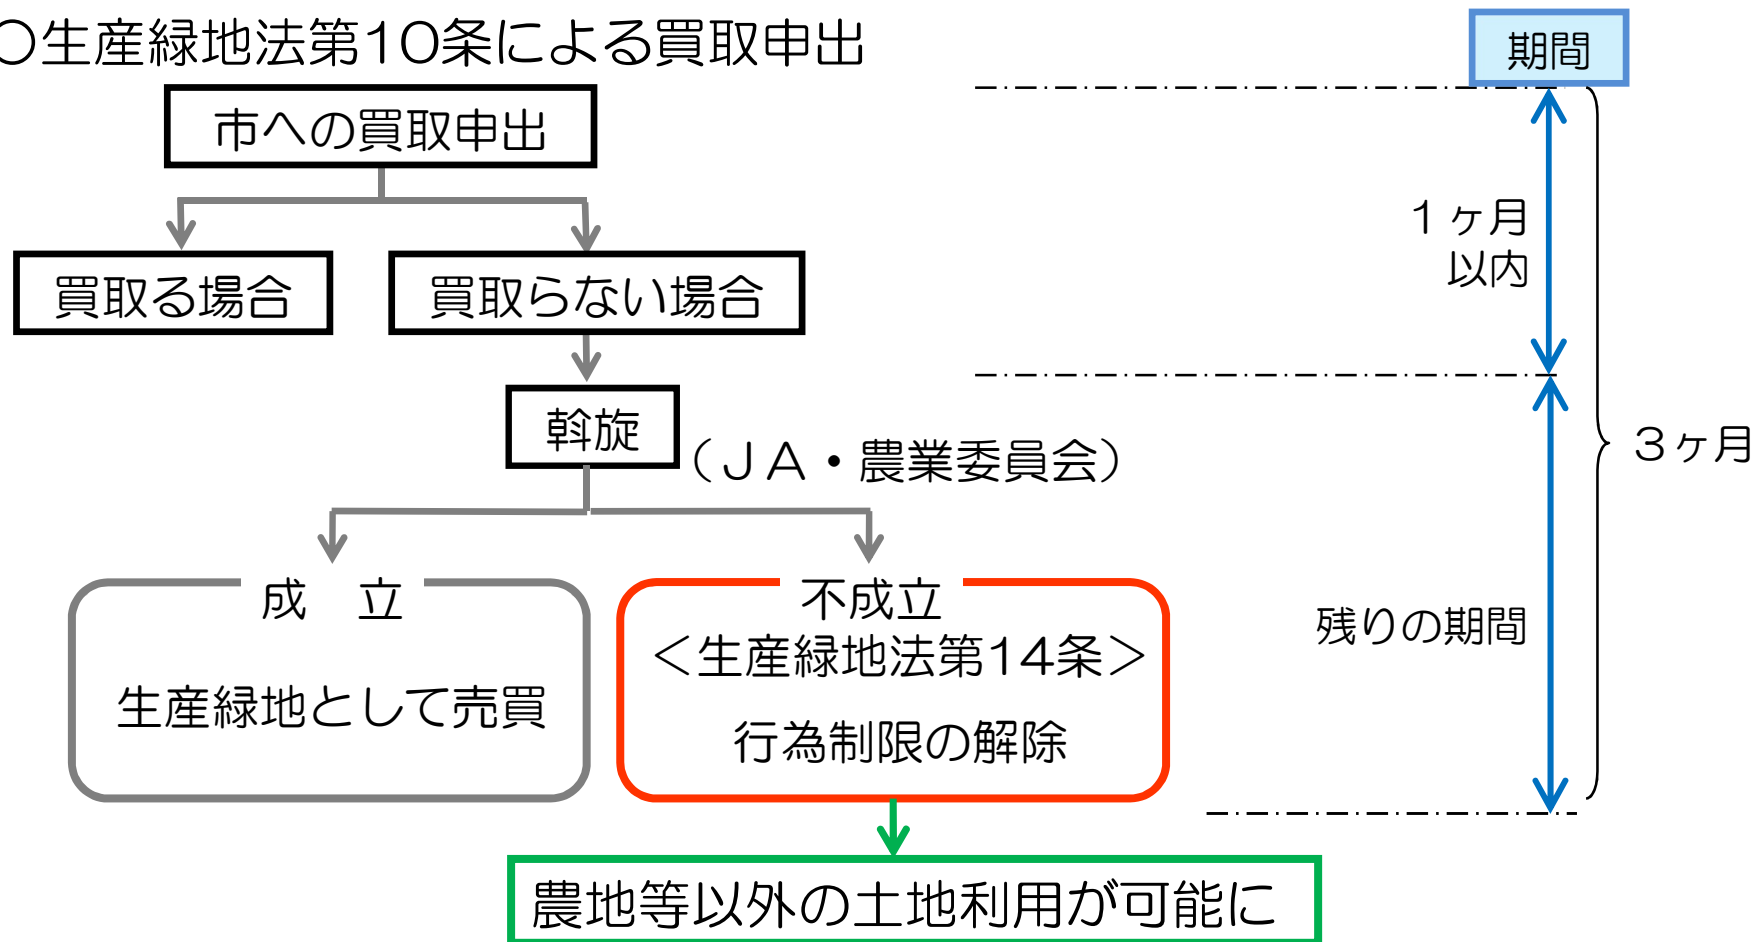 〇生産緑地法第10条による買取申出
期間
市への買取申出
買取る場合
買取らない場合
1ヶ月
以内
斡旋
（JA・農業委員会）
3ヶ月
成 立
生産緑地として売買
不成立
＜生産緑地法第14条＞
行為制限の解除
残りの期間
農地等以外の土地利用が可能に